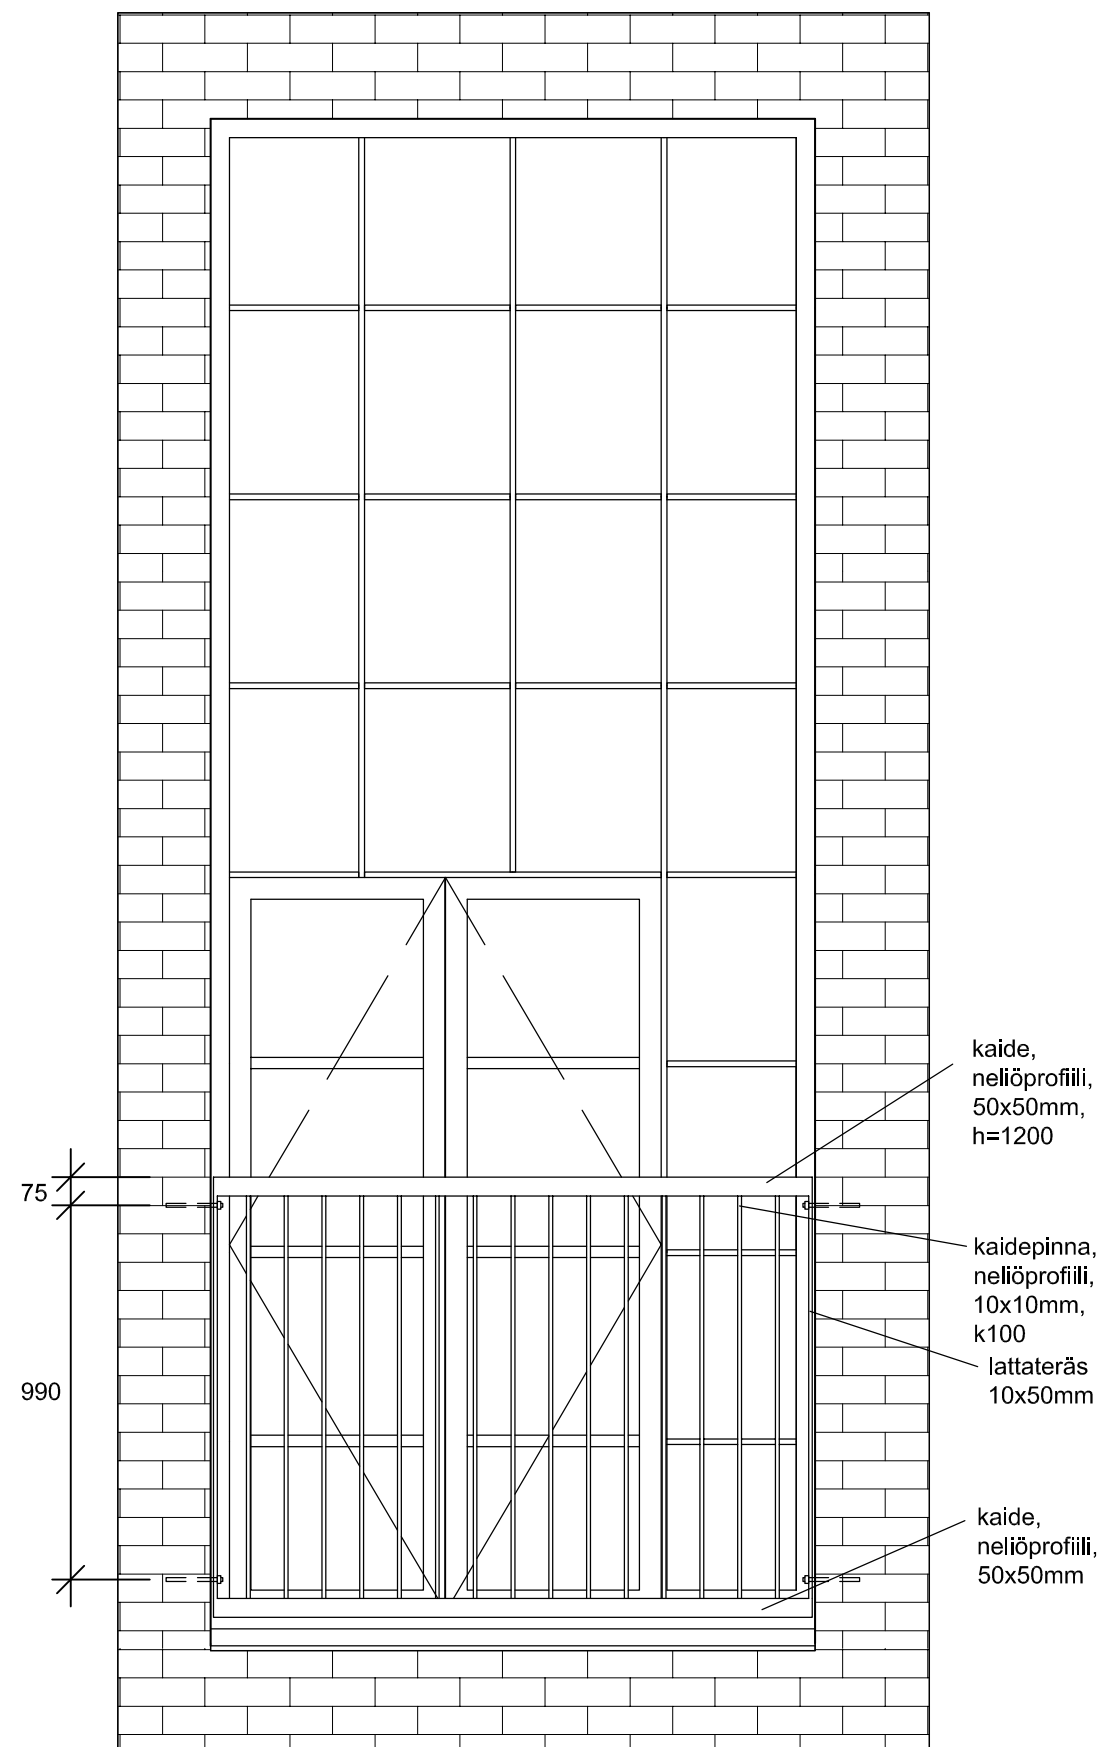 kaide,
neliöprofiili,
50x50mm,
h=1200
75
kaidepinna,
neliöprofiili,
10x10mm,
k100
lattateräs
10x50mm
990
kaide,
neliöprofiili,
50x50mm